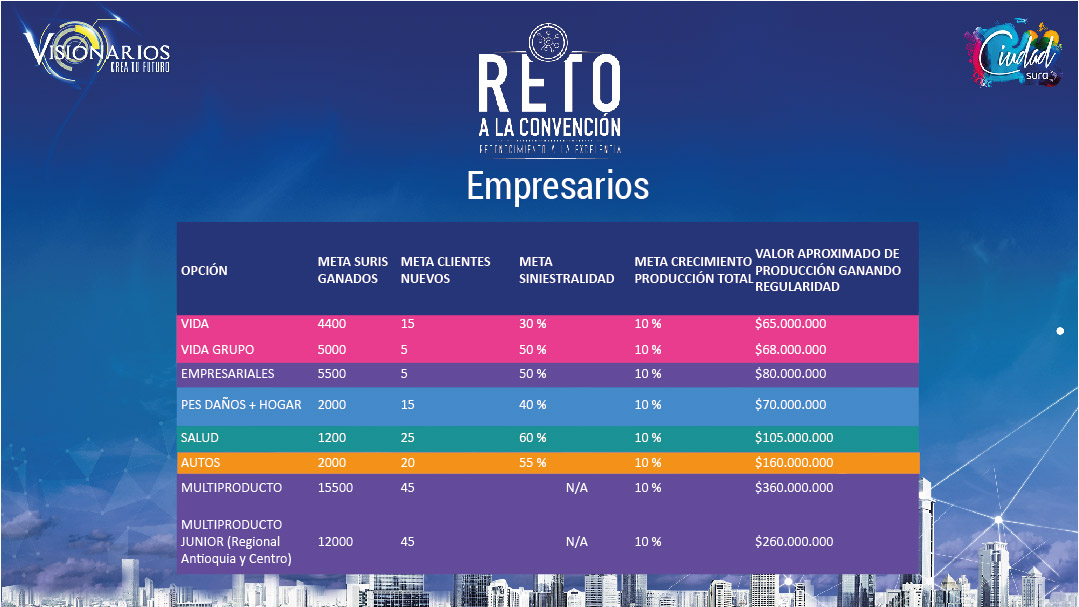 VISIONARIOS
CREA TU FUTURO
Ciudad
sura
RETO
A LA CONVENCIÓN
RECONOCIMIENTO A LA EXCELENCIA
Empresarios
OPCIÓN META SURIS GANADOS META CLIENTES NUEVOS META SINIESTRALIDAD META CRECIMIENTO PRODUCCIÓN TOTAL VALOR APROXIMADO DE PRODUCCIÓN GANANDO REGULARIDAD
VIDA 4400 15 30 % 10 % $65.000.000
VIDA GRUPO 5000 5 50 % 10 % $68.000.000
EMPRESARIALES 5500 5 50 % 10 % $80.000.000
PES DAÑOS + HOGAR 2000 15 40 % 10 % $70.000.000
SALUD 1200 25 60 % 10 % $105.000.000
AUTOS 2000 20 55 % 10 % $160.000.000
MULTIPRODUCTO 15500 45 N/A 10 % $360.000.000
MULTIPRODUCTO
JUNIOR (Regional 12000 45 N/A 10 % $260.000.000
Antioquia y Centro)